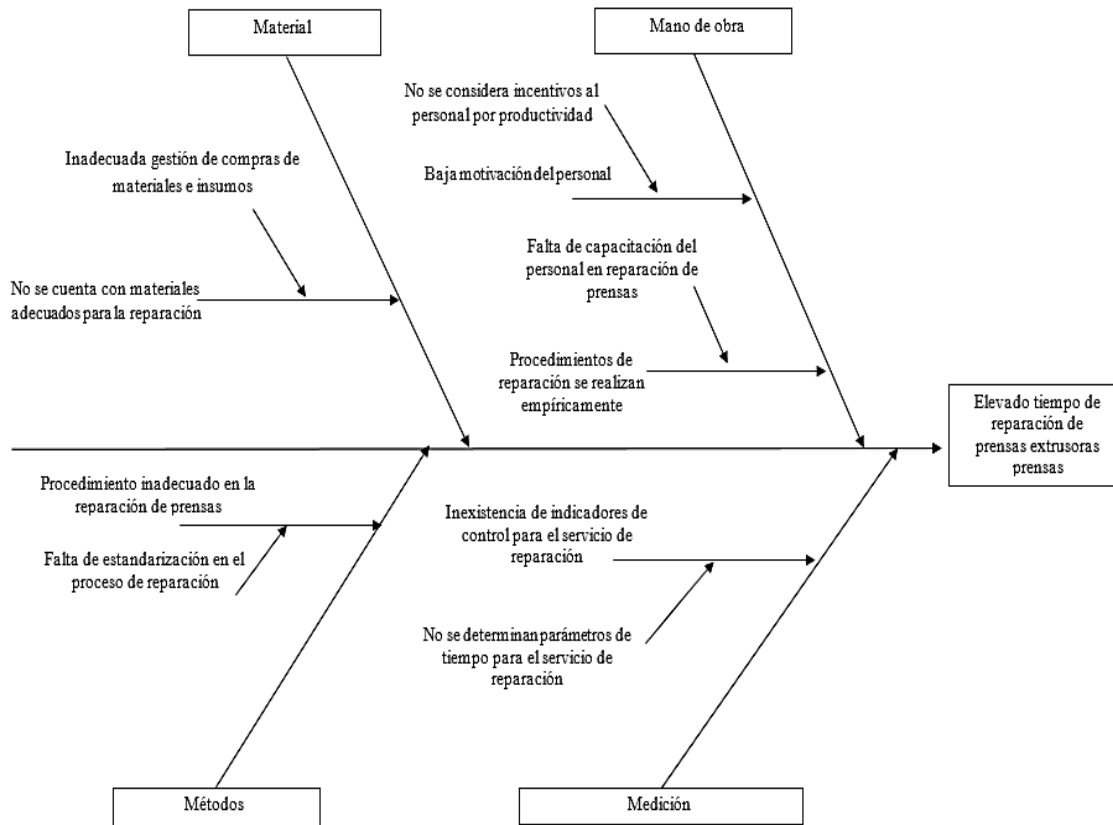 Material
Mano de obra
No se considera incentivos al
personal por productividad
Inadecuada gestión de compras de
materiales e insumos
Baja motivación del personal
Falta de capacitación del
personal en reparación de
prensas
No se cuenta con materiales
adecuados para la reparación
Procedimientos de
reparación se realizan
empíricamente
Elevado tiempo de
reparación de
prensas extrusoras
prensas
Procedimiento inadecuado en la
reparación de prensas
Falta de estandarización en el
proceso de reparación
Inexistencia de indicadores de
control para el servicio de
reparación
No se determinan parámetros de
tiempo para el servicio de
reparación
Métodos
Medición